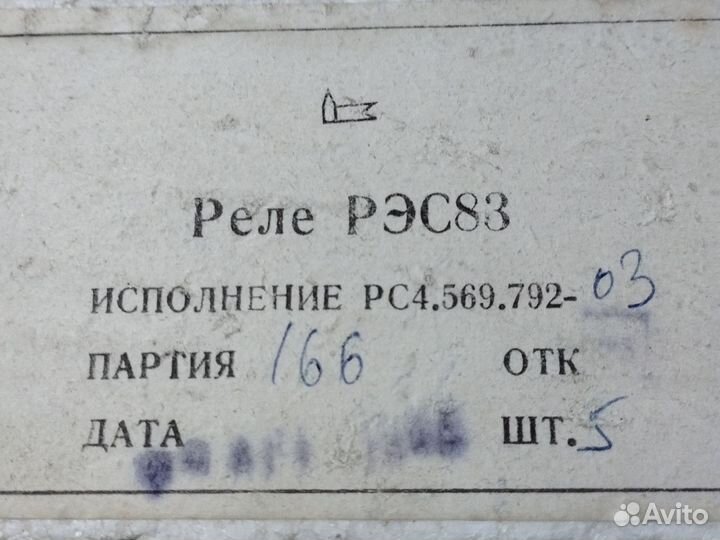 Реле РЭС83
ИСПОЛНЕНИЕ РС4.569.792-03
ПАРТИЯ 166 ОТК
ДАТА ШТ. 5
Avito